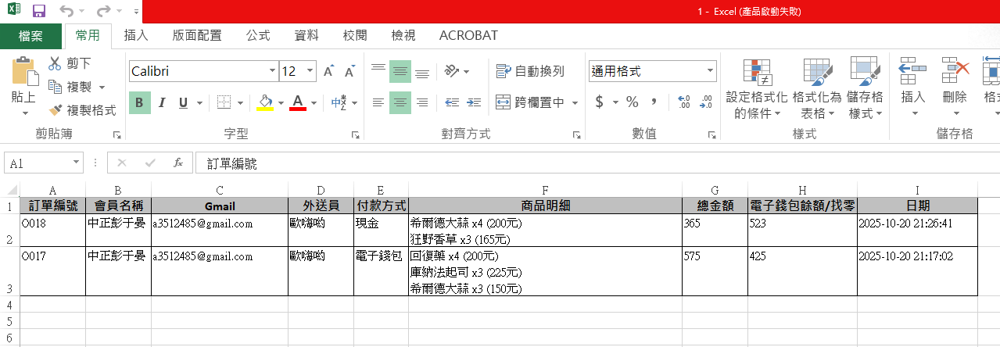 1 - Excel (產品啟動失敗)
檔案 常用 插入 版面配置 公式 資料 校閱 檢視 ACROBAT
貼上
剪下
複製
複製格式
剪貼簿
Calibri 12
B I U
A A
A
中
字型
自動換列
跨欄置中
對齊方式
通用格式
$ % ,
←.0 .00
.00 →.0
數值
設定格式化
的條件
格式化為
表格
儲存格
樣式
樣式
插入
刪除
儲存格
A1 fx 訂單編號
A B C D E F G H I
1 訂單編號 會員名稱 Gmail 外送員 付款方式 商品明細 總金額 電子錢包餘額/找零 日期
2 O018 中正彭于晏 a3512485@gmail.com 歐嗨喲 現金 希爾德大蒜 x4 (200元) 365 523 2025-10-20 21:26:41
狂野香草 x3 (165元)
3 O017 中正彭于晏 a3512485@gmail.com 歐嗨喲 電子錢包 回復藥 x4 (200元) 575 425 2025-10-20 21:17:02
庫納法起司 x3 (225元)
希爾德大蒜 x3 (150元)
4
5
6